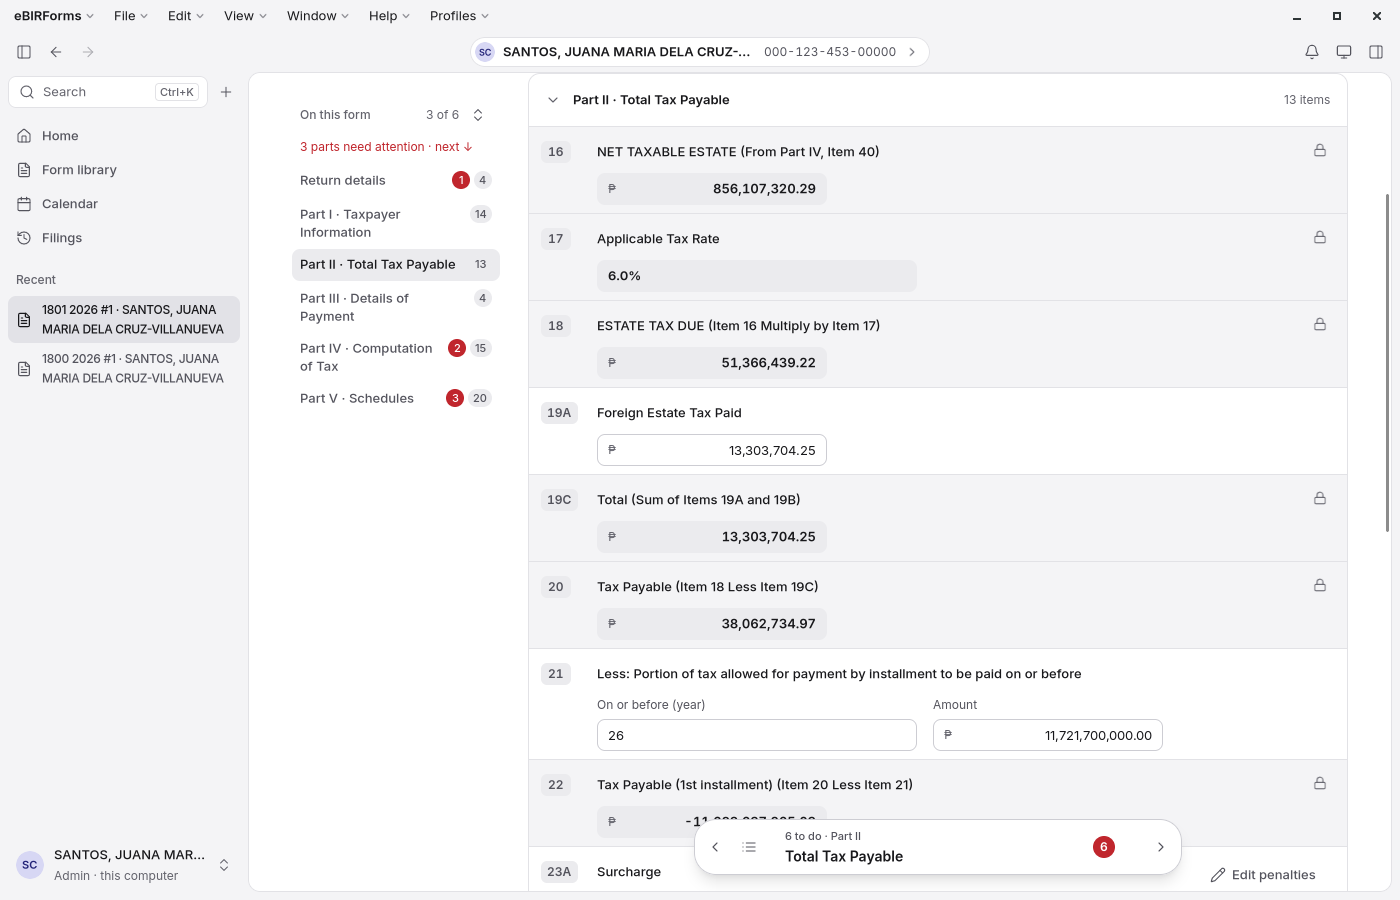 eBIRForms File Edit View Window Help Profiles
SC SANTOS, JUANA MARIA DELA CRUZ-... 000-123-453-00000
Search Ctrl+K
Home
Form library
Calendar
Filings
Recent
1801 2026 #1 · SANTOS, JUANA
MARIA DELA CRUZ-VILLANUEVA
1800 2026 #1 · SANTOS, JUANA
MARIA DELA CRUZ-VILLANUEVA
SC SANTOS, JUANA MAR...
Admin · this computer
On this form 3 of 6
3 parts need attention · next ↓
Return details 1 4
Part I · Taxpayer 14
Information
Part II · Total Tax Payable 13
Part III · Details of 4
Payment
Part IV · Computation 2 15
of Tax
Part V · Schedules 3 20
Part II · Total Tax Payable 13 items
16 NET TAXABLE ESTATE (From Part IV, Item 40)
₱ 856,107,320.29
17 Applicable Tax Rate
6.0%
18 ESTATE TAX DUE (Item 16 Multiply by Item 17)
₱ 51,366,439.22
19A Foreign Estate Tax Paid
₱ 13,303,704.25
19C Total (Sum of Items 19A and 19B)
₱ 13,303,704.25
20 Tax Payable (Item 18 Less Item 19C)
₱ 38,062,734.97
21 Less: Portion of tax allowed for payment by installment to be paid on or before
On or before (year) Amount
26 ₱ 11,721,700,000.00
22 Tax Payable (1st installment) (Item 20 Less Item 21)
₱
6 to do · Part II
Total Tax Payable 6
23A Surcharge Edit penalties